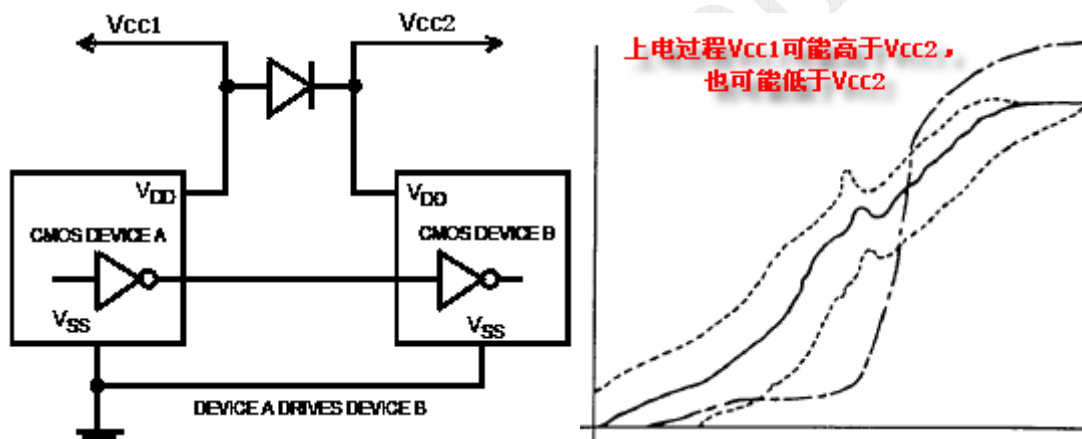 Vcc1
Vcc2
上电过程Vcc1可能高于Vcc2，
也可能低于Vcc2
VDD
VDD
CMOS DEVICE A
CMOS DEVICE B
VSS
VSS
DEVICE A DRIVES DEVICE B